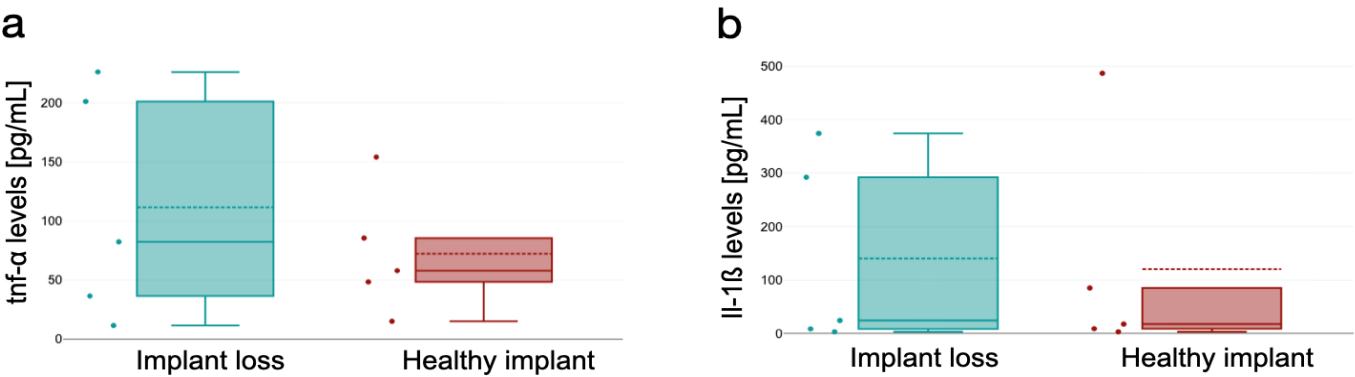 a
tnf-α levels [pg/mL]
200
150
100
50
0
Implant loss
Healthy implant
b
Il-1ß levels [pg/mL]
500
400
300
200
100
0
Implant loss
Healthy implant